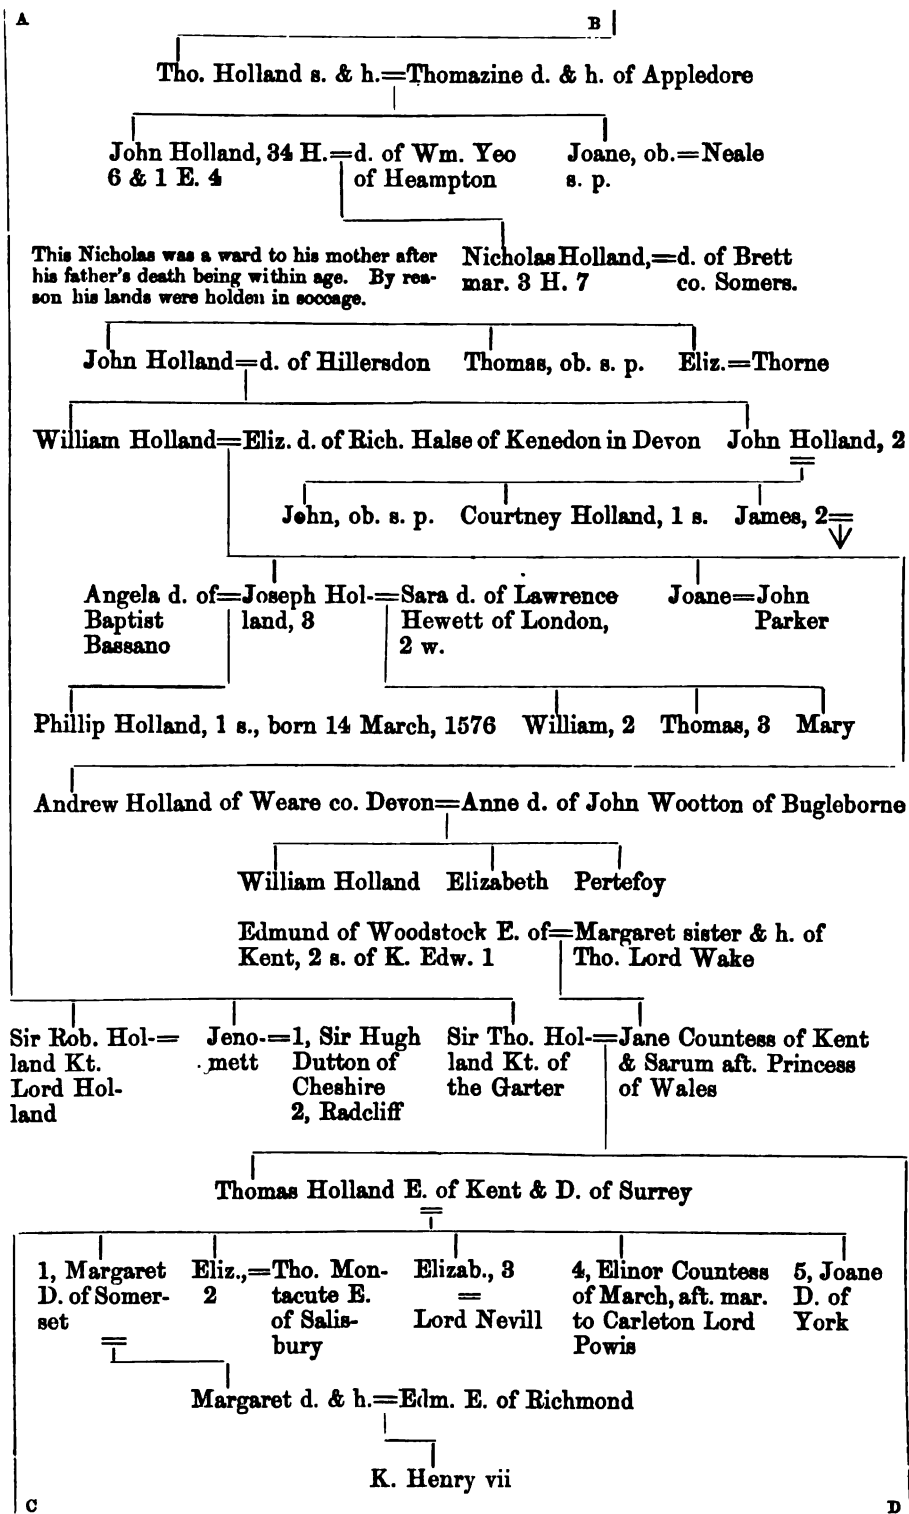 A
B
Tho. Holland s. & h.=Thomazine d. & h. of Appledore
John Holland, 34 H.=d. of Wm. Yeo
6 & 1 E. 4 of Heampton
Joane, ob.=Neale
s. p.
This Nicholas was a ward to his mother after
his father's death being within age. By rea-
son his lands were holden in soccage.
Nicholas Holland,=d. of Brett
mar. 3 H. 7 co. Somers.
John Holland=d. of Hillersdon Thomas, ob. s. p. Eliz.=Thorne
William Holland=Eliz. d. of Rich. Halse of Kenedon in Devon John Holland, 2
=
John, ob. s. p. Courtney Holland, 1 s. James, 2=
Angela d. of=Joseph Hol-=Sara d. of Lawrence
Baptist land, 3 Hewett of London,
Bassano 2 w.
Joane=John
Parker
Phillip Holland, 1 s., born 14 March, 1576 William, 2 Thomas, 3 Mary
Andrew Holland of Weare co. Devon=Anne d. of John Wootton of Bugleborne
William Holland Elizabeth Pertefoy
Edmund of Woodstock E. of=Margaret sister & h. of
Kent, 2 s. of K. Edw. 1 Tho. Lord Wake
Sir Rob. Hol-=
land Kt.
Lord Hol-
land
Jeno-=1, Sir Hugh
mett Dutton of
Cheshire
2, Radcliff
Sir Tho. Hol-=Jane Countess of Kent
land Kt. of & Sarum aft. Princess
the Garter of Wales
Thomas Holland E. of Kent & D. of Surrey
=
1, Margaret
D. of Somer-
set
=
Eliz.,=Tho. Mon-
2 tacute E.
of Salis-
bury
Elizab., 3
=
Lord Nevill
4, Elinor Countess
of March, aft. mar.
to Carleton Lord
Powis
5, Joane
D. of
York
Margaret d. & h.=Edm. E. of Richmond
K. Henry vii
C
D